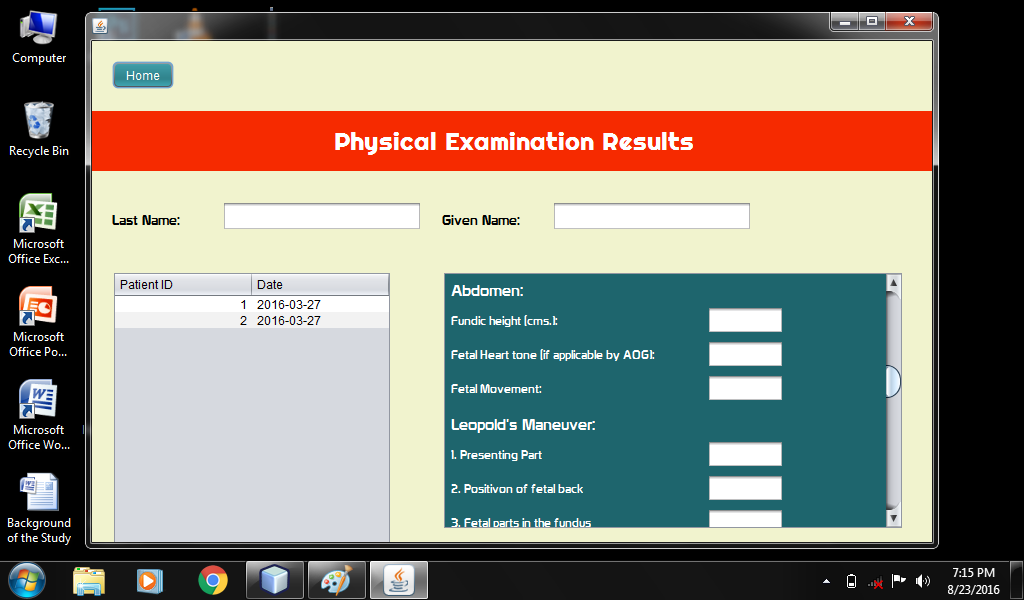 Computer
Recycle Bin
Microsoft
Office Exc...
Microsoft
Office Po...
Microsoft
Office Wo...
Background
of the Study
Home
Physical Examination Results
Last Name:
Given Name:
Patient ID Date
1 2016-03-27
2 2016-03-27
Abdomen:
Fundic height (cms.):
Fetal Heart tone (if applicable by AOG):
Fetal Movement:
Leopold's Maneuver:
1. Presenting Part
2. Positivon of fetal back
3. Fetal parts in the fundus
7:15 PM
8/23/2016